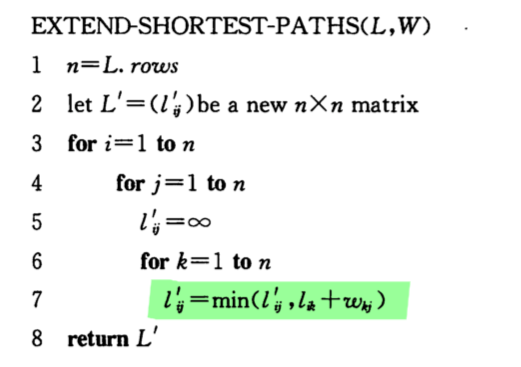 EXTEND-SHORTEST-PATHS(L,W)
1 n=L. rows
2 let L′=(l′ij)be a new n×n matrix
3 for i=1 to n
4 for j=1 to n
5 l′ij=∞
6 for k=1 to n
7 l′ij=min(l′ij,lik+wkj)
8 return L′